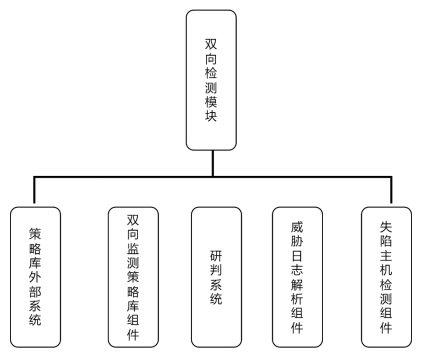 双向检测模块
策略库外部系统
双向监测策略库组件
研判系统
威胁日志解析组件
失陷主机检测组件